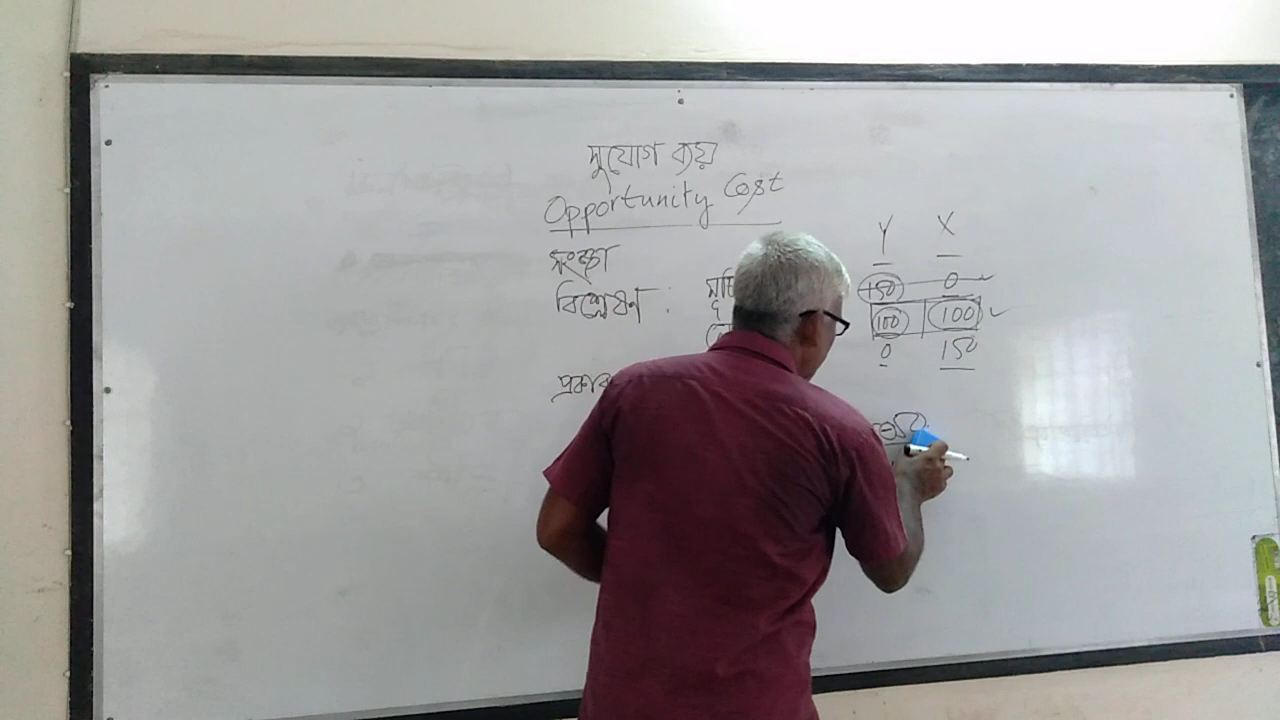 সুযোগ ব্যয়
Opportunity Cost
Y X
সংজ্ঞা
150 0
বিশ্লেষণ :
100 100
0 150